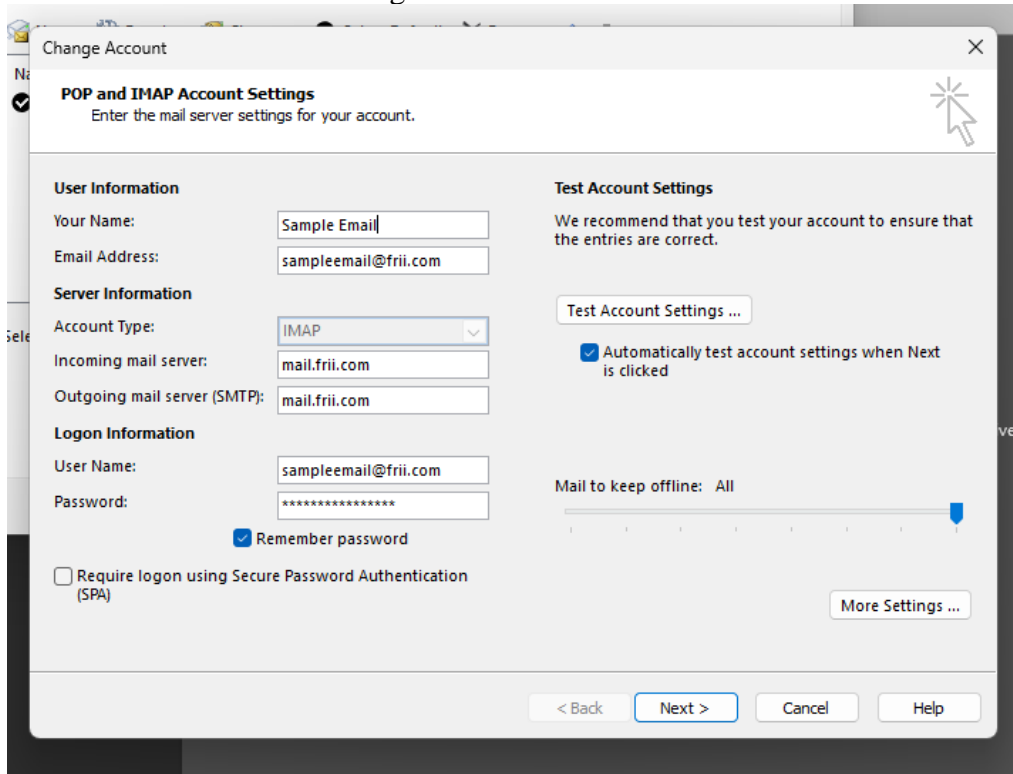 Change Account
POP and IMAP Account Settings
Enter the mail server settings for your account.
User Information
Your Name:
Sample Email
Email Address:
sampleemail@frii.com
Server Information
Account Type:
IMAP
Incoming mail server:
mail.frii.com
Outgoing mail server (SMTP):
mail.frii.com
Logon Information
User Name:
sampleemail@frii.com
Password:
****************
Remember password
Require logon using Secure Password Authentication
(SPA)
Test Account Settings
We recommend that you test your account to ensure that
the entries are correct.
Test Account Settings ...
Automatically test account settings when Next
is clicked
Mail to keep offline: All
More Settings ...
< Back
Next >
Cancel
Help